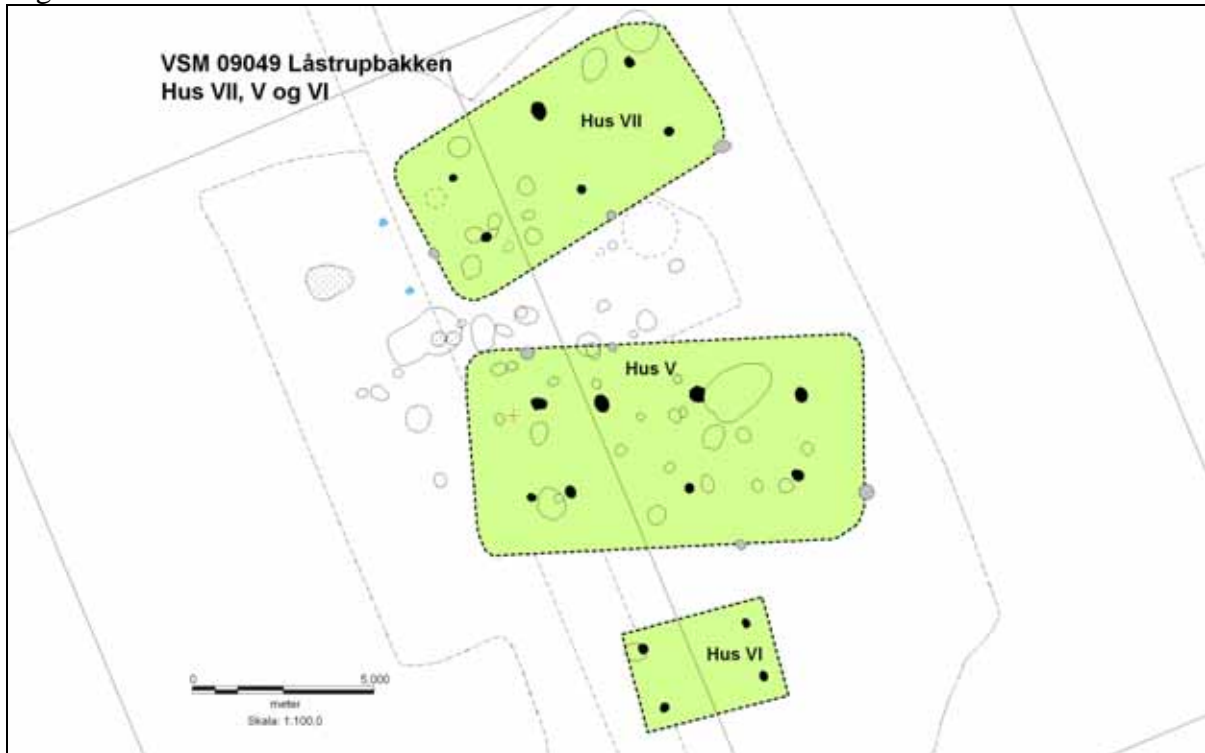 VSM 09049 Låstrupbakken
Hus VII, V og VI
Hus VII
Hus V
Hus VI
0 5,000
meter
Skala: 1:100.0